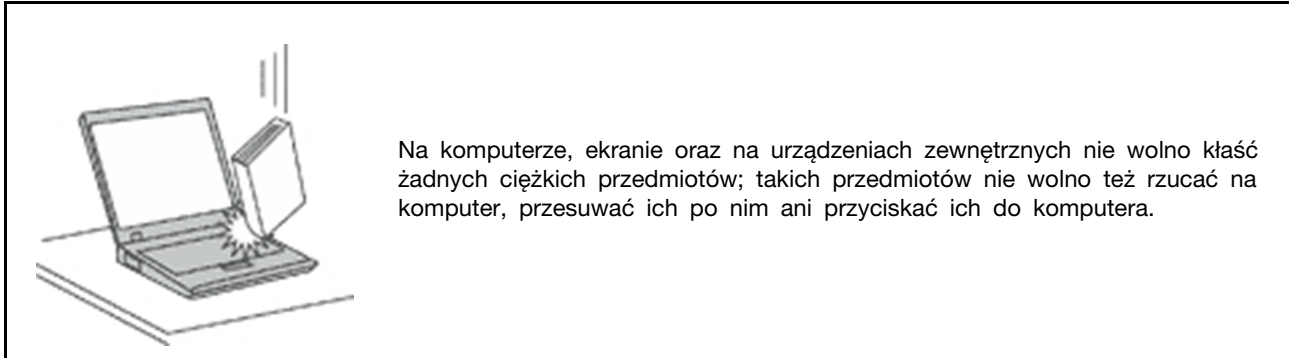 Na komputerze, ekranie oraz na urządzeniach zewnętrznych nie wolno kłaść
żadnych ciężkich przedmiotów; takich przedmiotów nie wolno też rzucać na
komputer, przesuwać ich po nim ani przyciskać ich do komputera.